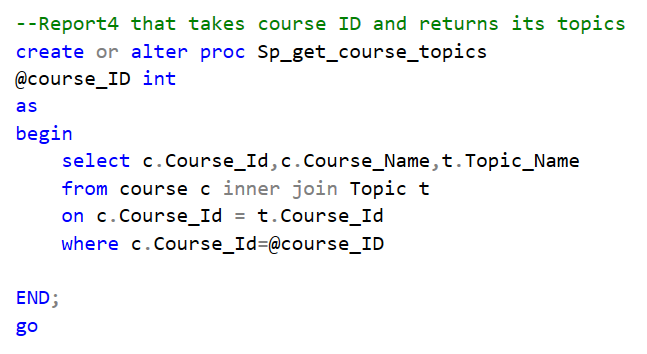 --Report4 that takes course ID and returns its topics
create or alter proc Sp_get_course_topics
@course_ID int
as
begin
    select c.Course_Id,c.Course_Name,t.Topic_Name
    from course c inner join Topic t
    on c.Course_Id = t.Course_Id
    where c.Course_Id=@course_ID
END;
go